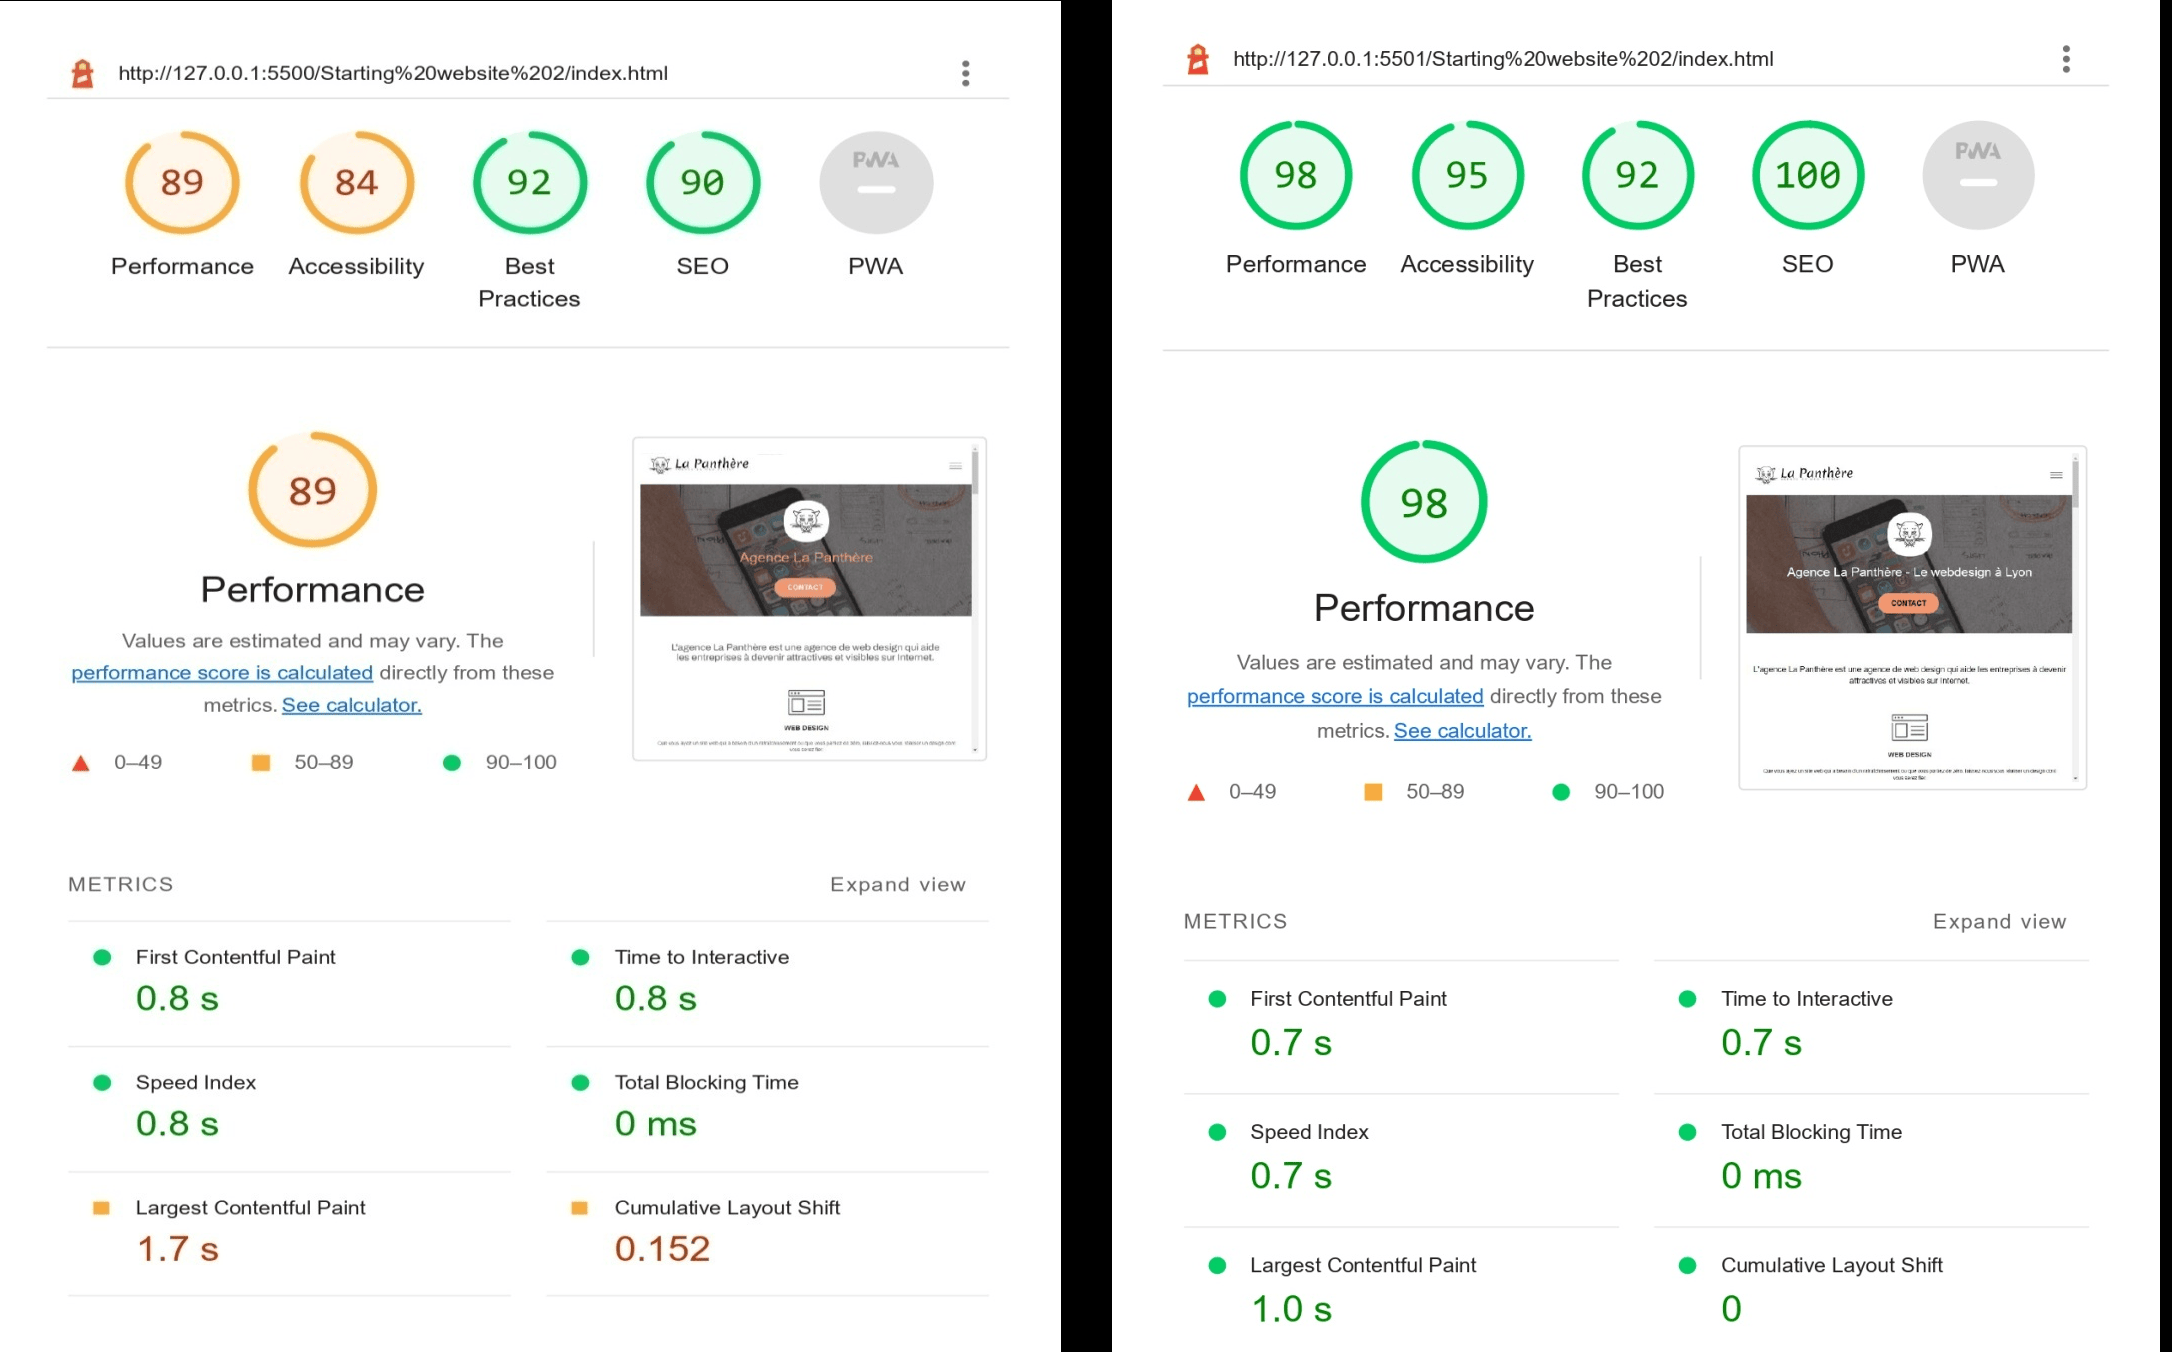 http://127.0.0.1:5500/Starting%20website%202/index.html
89
84
92
90
PWA
Performance
Accessibility
Best
Practices
SEO
PWA
89
Performance
Values are estimated and may vary. The
performance score is calculated directly from these
metrics. See calculator.
0–49
50–89
90–100
La Panthère
Agence La Panthère
CONTACT
L'agence La Panthère est une agence de web design qui aide
les entreprises à devenir attractives et visibles sur Internet.
WEB DESIGN
METRICS
Expand view
First Contentful Paint
0.8 s
Time to Interactive
0.8 s
Speed Index
0.8 s
Total Blocking Time
0 ms
Largest Contentful Paint
1.7 s
Cumulative Layout Shift
0.152
http://127.0.0.1:5501/Starting%20website%202/index.html
98
95
92
100
PWA
Performance
Accessibility
Best
Practices
SEO
PWA
98
Performance
Values are estimated and may vary. The
performance score is calculated directly from these
metrics. See calculator.
0–49
50–89
90–100
La Panthère
Agence La Panthère - Le webdesign à Lyon
CONTACT
L'agence La Panthère est une agence de web design qui aide les entreprises à devenir
attractives et visibles sur Internet.
WEB DESIGN
METRICS
Expand view
First Contentful Paint
0.7 s
Time to Interactive
0.7 s
Speed Index
0.7 s
Total Blocking Time
0 ms
Largest Contentful Paint
1.0 s
Cumulative Layout Shift
0